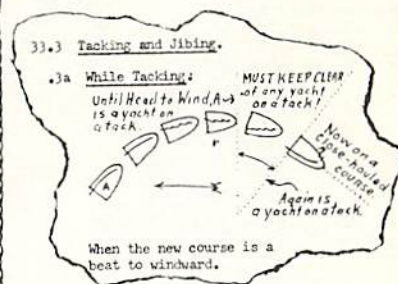 33.3 Tacking and Jibing.
.3a While Tacking:
Until Head to Wind, A
is a yacht on
a tack.
MUST KEEP CLEAR
of any yacht
on a tack!
Now on a
close-hauled
course
A
Again is
a yacht on a tack.
When the new course is a
beat to windward.